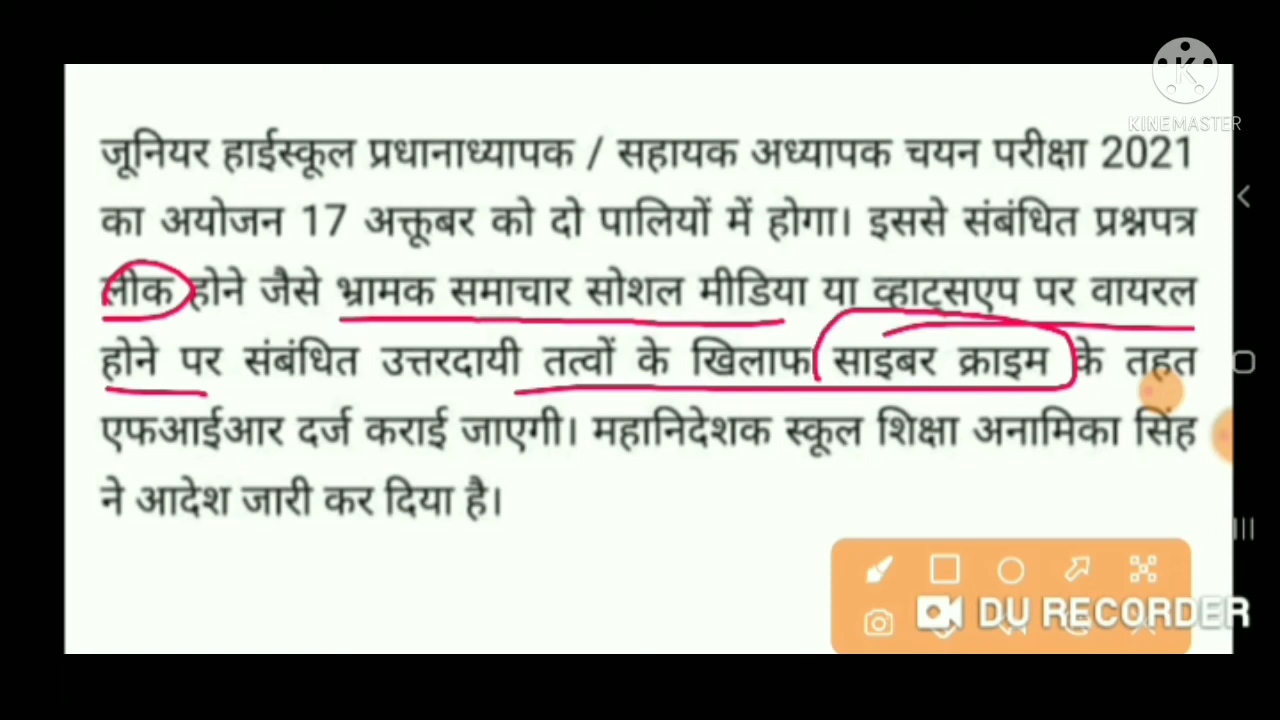 KINEMASTER
जूनियर हाईस्कूल प्रधानाध्यापक / सहायक अध्यापक चयन परीक्षा 2021
का अयोजन 17 अक्तूबर को दो पालियों में होगा। इससे संबंधित प्रश्नपत्र
लीक होने जैसे भ्रामक समाचार सोशल मीडिया या व्हाट्सएप पर वायरल
होने पर संबंधित उत्तरदायी तत्वों के खिलाफ साइबर क्राइम के तहत
एफआईआर दर्ज कराई जाएगी। महानिदेशक स्कूल शिक्षा अनामिका सिंह
ने आदेश जारी कर दिया है।
DU RECORDER